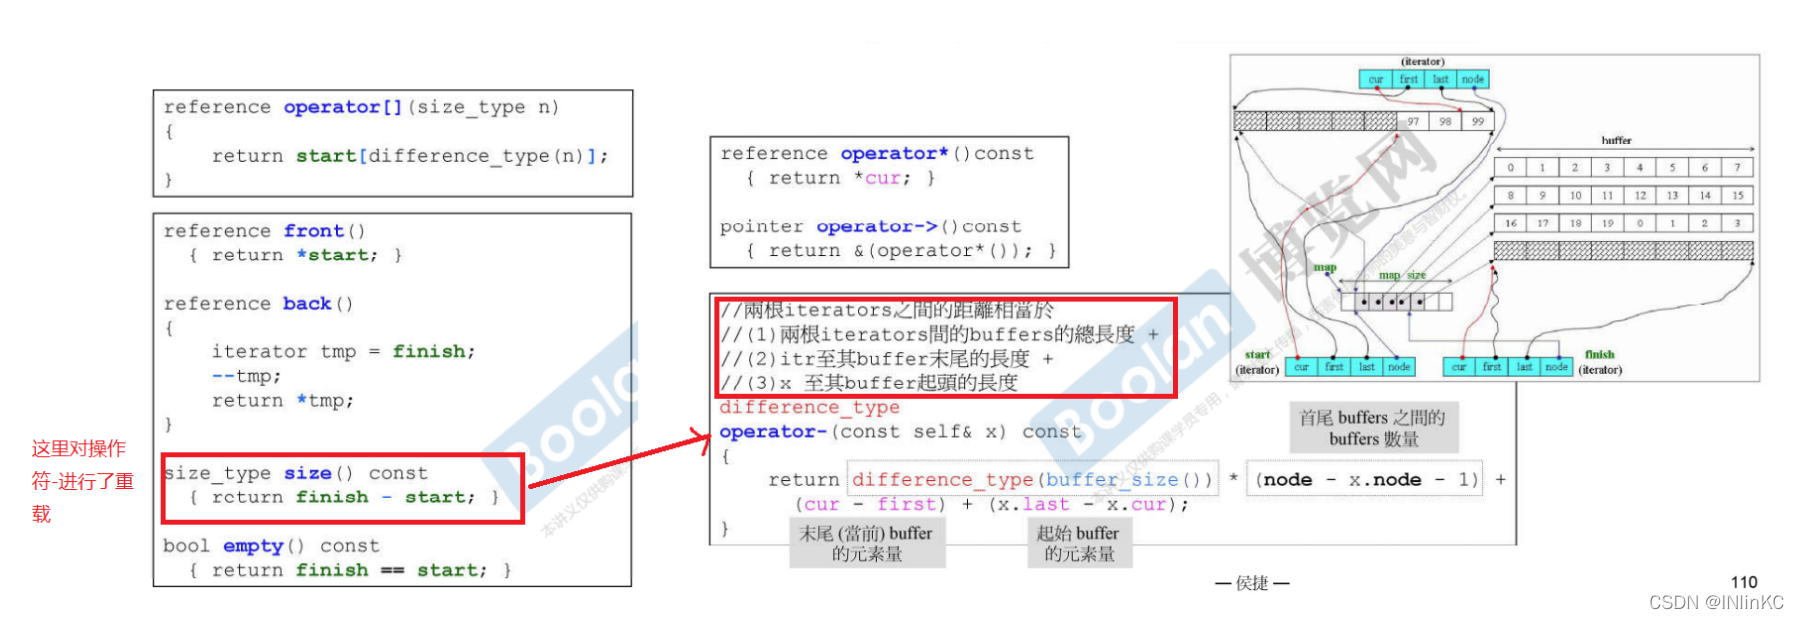 reference operator[](size_type n)
{
return start[difference_type(n)];
}
reference front()
{ return *start; }
reference back()
{
iterator tmp = finish;
--tmp;
return *tmp;
}
size_type size() const
{ return finish - start; }
bool empty() const
{ return finish == start; }
这里对操作
符-进行了重
载
reference operator*()const
{ return *cur; }
pointer operator->()const
{ return &(operator*()); }
//兩根iterators之間的距離相當於
//(1)兩根iterators間的buffers的總長度 +
//(2)itr至其buffer末尾的長度 +
//(3)x 至其buffer起頭的長度
difference_type
operator-(const self& x) const
{
return difference_type(buffer_size()) * (node - x.node - 1) +
(cur - first) + (x.last - x.cur);
}
末尾(當前) buffer
的元素量
起始 buffer
的元素量
首尾 buffers 之間的
buffers 數量
(iterator)
cur first last node
97 98 99
buffer
0 1 2 3 4 5 6 7
8 9 10 11 12 13 14 15
16 17 18 19 0 1 2 3
map
map size
start
(iterator)
cur first last node
cur first last node
finish
(iterator)
Boolan
Boolan
博览网
— 侯捷 —
110
CSDN @INlinKC